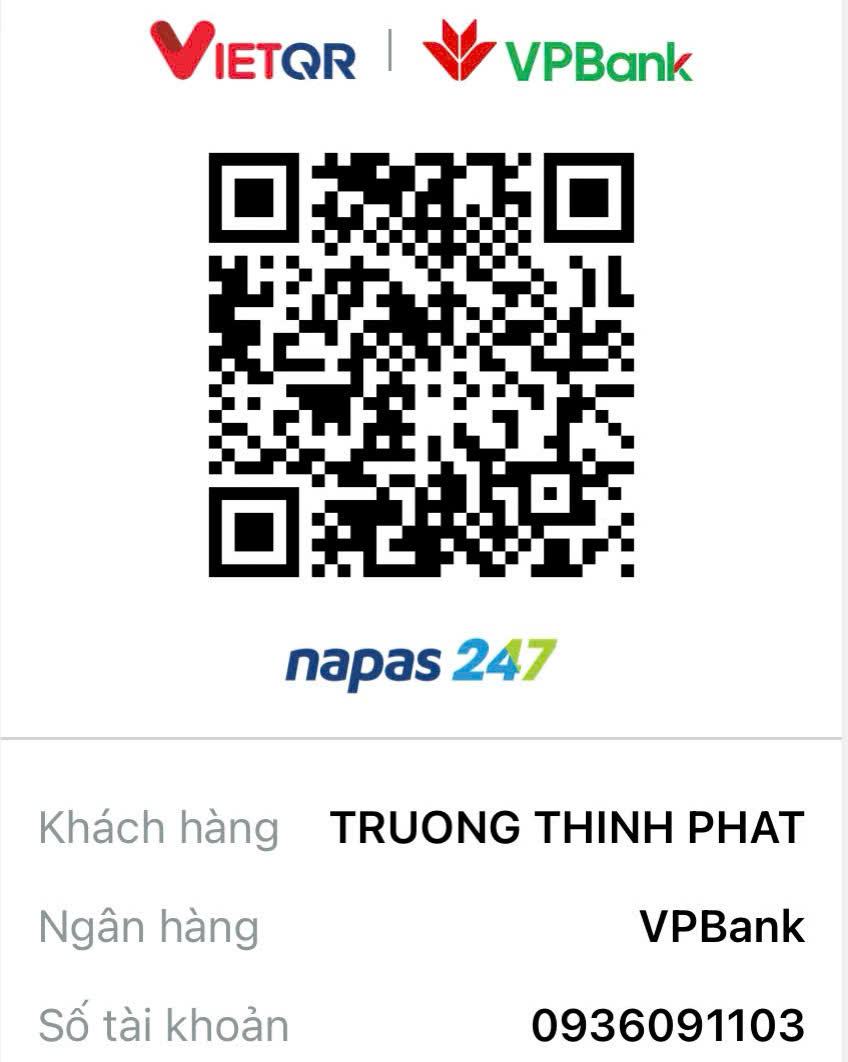 VIETQR | VPBank
napas 247
Khách hàng TRUONG THINH PHAT
Ngân hàng VPBank
Số tài khoản 0936091103